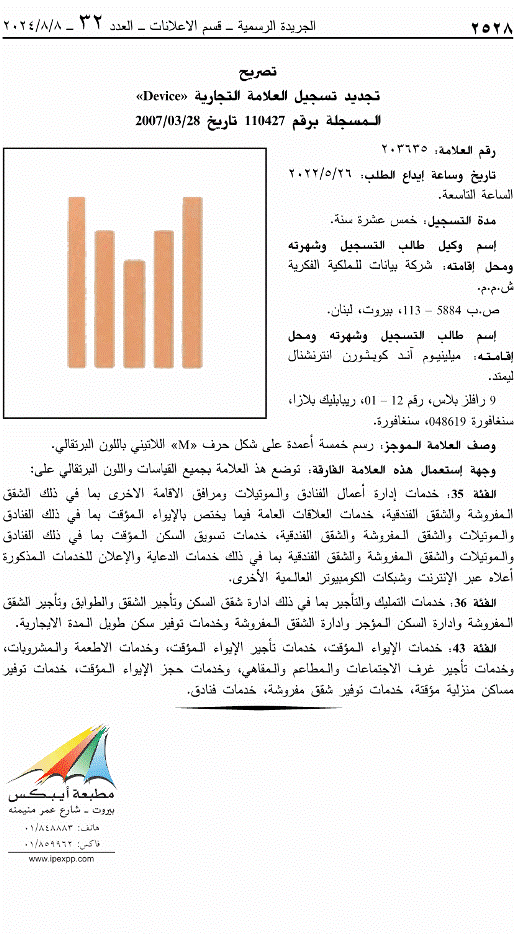 ٢٥٢٨
الجريدة الرسمية ــ قسم الاعلانات ــ العدد ٣٢ ــ ٢٠٢٤/٨/٨
تصريح
تجديد تسجيل العلامة التجارية «Device»
المسجلة برقم 110427 تاريخ 2007/03/28
رقم العلامة: ٢٠٣٦٣٥
تاريخ وساعة إيداع الطلب: ٢٠٢٢/٥/٢٦
الساعة التاسعة.
مدة التسجيل: خمس عشرة سنة.
إسم وكيل طالب التسجيل وشهرته
ومحل إقامته: شركة بيانات للملكية الفكرية
ش.م.م.
ص.ب 5884 – 113، بيروت، لبنان.
إسم طالب التسجيل وشهرته ومحل
إقامته: ميلينيوم أند كوبثورن انترنشنال
ليمتد.
9 رافلز بلاس، رقم 12 – 01، ريبابليك بلازا،
سنغافورة 048619، سنغافورة.
وصف العلامة الموجز: رسم خمسة أعمدة على شكل حرف «M» اللاتيني باللون البرتقالي.
وجهة إستعمال هذه العلامة الفارقة: توضع هذ العلامة بجميع القياسات واللون البرتقالي على:
الفئة 35: خدمات إدارة أعمال الفنادق والموتيلات ومرافق الاقامة الاخرى بما في ذلك الشقق
المفروشة والشقق الفندقية، خدمات العلاقات العامة فيما يختص بالإيواء المؤقت بما في ذلك الفنادق
والموتيلات والشقق المفروشة والشقق الفندقية، خدمات تسويق السكن المؤقت بما في ذلك الفنادق
والموتيلات والشقق المفروشة والشقق الفندقية بما في ذلك خدمات الدعاية والإعلان للخدمات المذكورة
أعلاه عبر الإنترنت وشبكات الكومبيوتر العالمية الأخرى.
الفئة 36: خدمات التمليك والتأجير بما في ذلك ادارة شقق السكن وتأجير الشقق والطوابق وتأجير الشقق
المفروشة وادارة السكن المؤجر وادارة الشقق المفروشة وخدمات توفير سكن طويل المدة الايجارية.
الفئة 43: خدمات الإيواء المؤقت، خدمات تأجير الإيواء المؤقت، وخدمات الاطعمة والمشروبات،
وخدمات تأجير غرف الاجتماعات والمطاعم والمقاهي، وخدمات حجز الإيواء المؤقت، خدمات توفير
مساكن منزلية مؤقتة، خدمات توفير شقق مفروشة، خدمات فنادق.
مطبعة أيبكس
بيروت ــ شارع عمر منيمنه
هاتف: ٠١/٨٤٨٨٨٣
فاكس: ٠١/٨٥٩٩٦٢
www.ipexpp.com